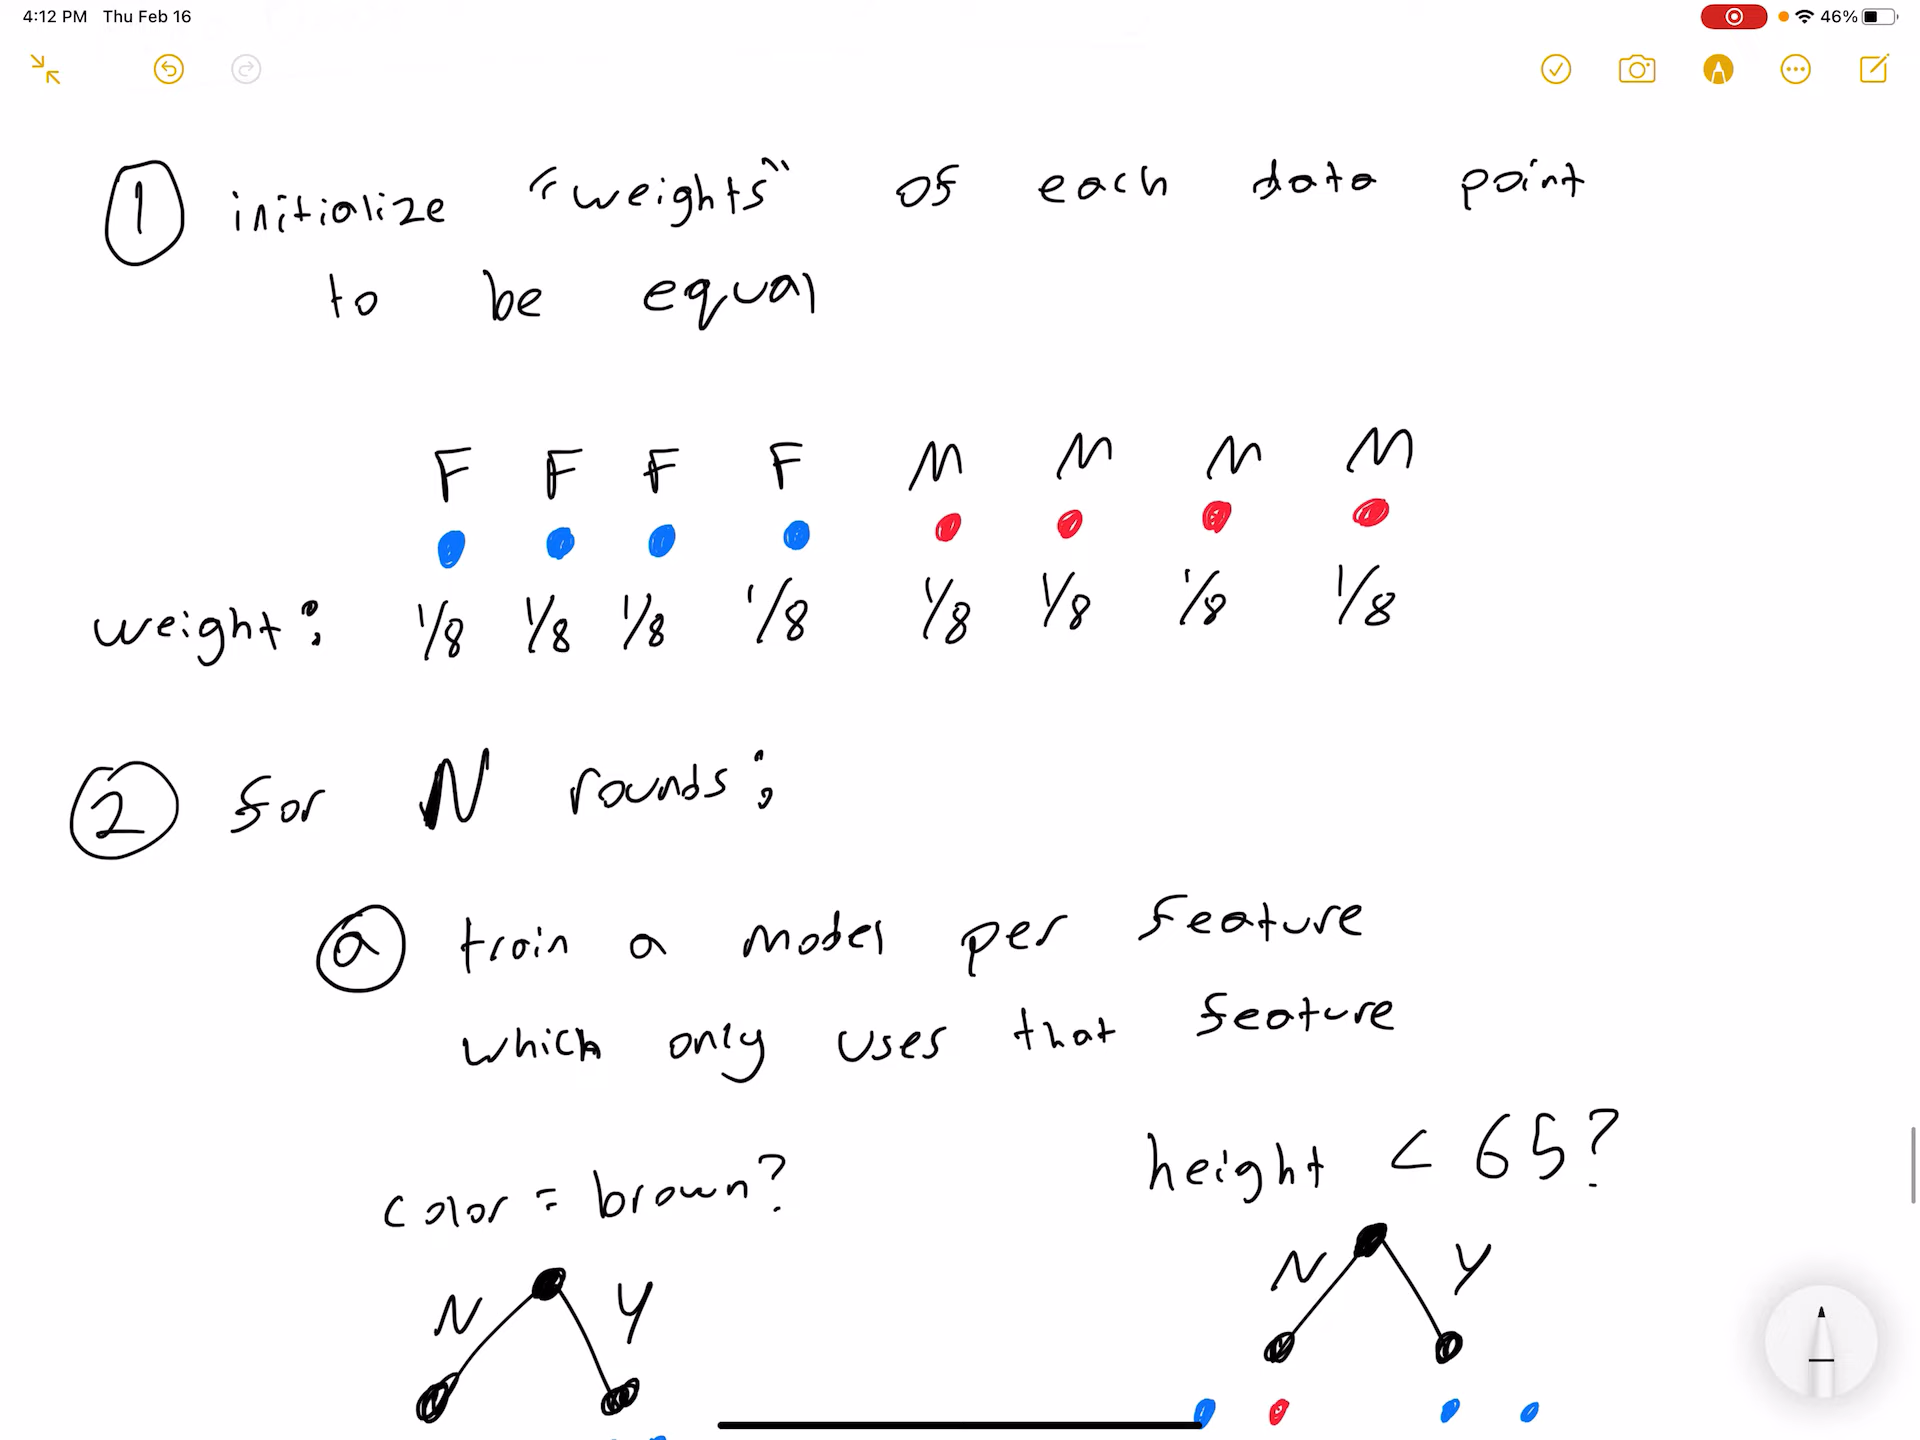 4:12 PM Thu Feb 16
46%
1 initialize "weights" of each data point
to be equal
F F F F M M M M
weight: 1/8 1/8 1/8 1/8 1/8 1/8 1/8 1/8
2 for N rounds:
a train a model per feature
which only uses that feature
color = brown?
height < 65?
N Y
N Y